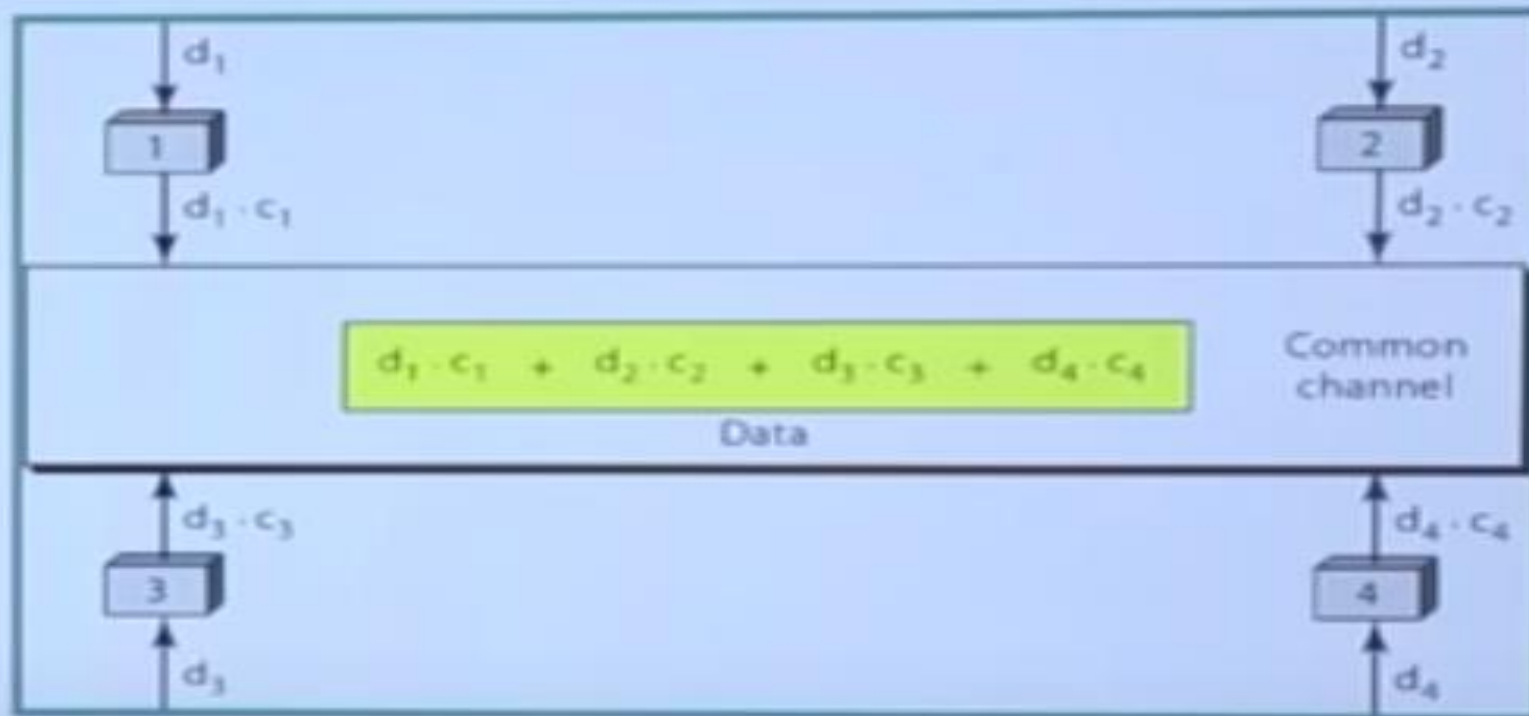 d₁
d₂
1
2
d₁ · c₁
d₂ · c₂
d₁ · c₁ + d₂ · c₂ + d₃ · c₃ + d₄ · c₄
Common
channel
Data
d₃ · c₃
d₄ · c₄
3
4
d₃
d₄